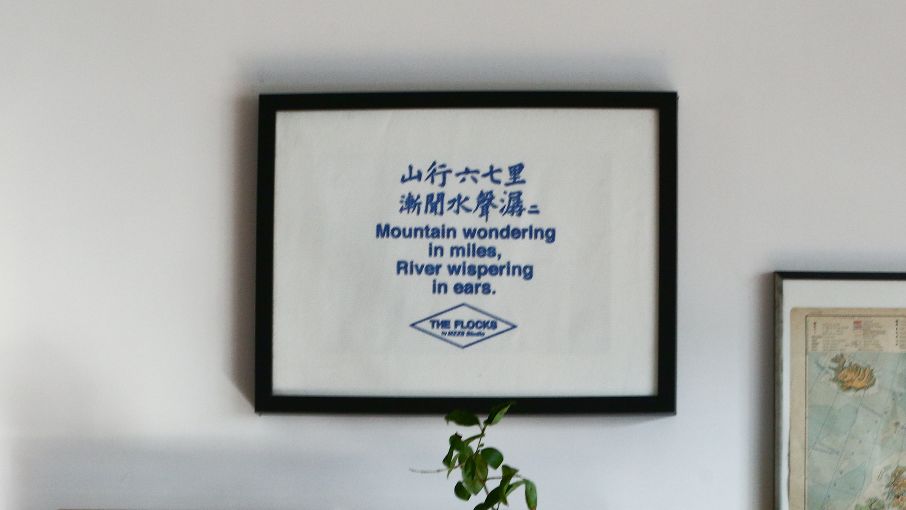 山行六七里
漸聞水聲潺=
Mountain wondering
in miles,
River wispering
in ears.
THE FLOCKS